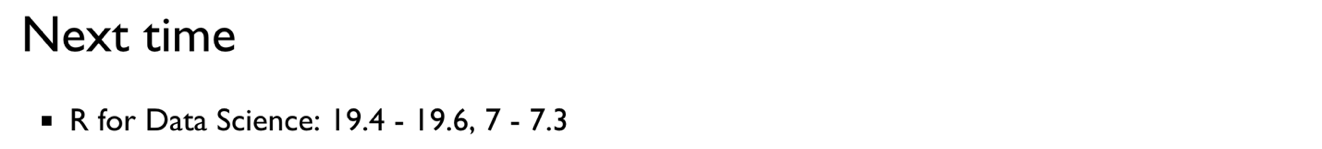 Next time
▪ R for Data Science: 19.4 - 19.6, 7 - 7.3